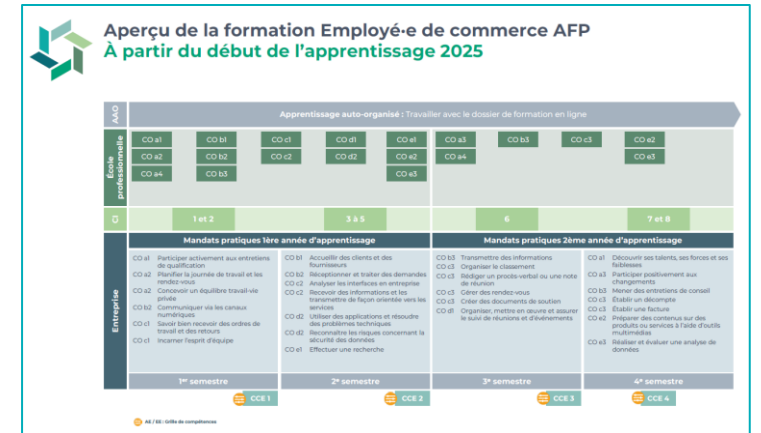 Aperçu de la formation Employé·e de commerce AFP
À partir du début de l'apprentissage 2025
AAO
Apprentissage auto-organisé : Travailler avec le dossier de formation en ligne
École professionnelle
CO a1 CO b1 CO c1 CO d1 CO e1 CO a3 CO b3 CO c3 CO e2
CO a2 CO b2 CO c2 CO d2 CO e2 CO a4 CO e3
CO a4 CO b3 CO e3
CI
1 et 2 3 à 5 6 7 et 8
Entreprise
Mandats pratiques 1ère année d'apprentissage
CO a1 Participer activement aux entretiens
de qualification
CO a2 Planifier la journée de travail et les
rendez-vous
CO a2 Concevoir un équilibre travail-vie
privée
CO b2 Communiquer via les canaux
numériques
CO c1 Savoir bien recevoir des ordres de
travail et des retours
CO c1 Incarner l'esprit d'équipe
CO b1 Accueillir des clients et des
fournisseurs
CO b2 Réceptionner et traiter des demandes
CO c2 Analyser les interfaces en entreprise
CO c2 Recevoir des informations et les
transmettre de façon orientée vers les
services
CO d2 Utiliser des applications et résoudre
des problèmes techniques
CO d2 Reconnaître les risques concernant la
sécurité des données
CO e1 Effectuer une recherche
Mandats pratiques 2ème année d'apprentissage
CO b3 Transmettre des informations
CO c3 Organiser le classement
CO c3 Rédiger un procès-verbal ou une note
de réunion
CO c3 Gérer des rendez-vous
CO c3 Créer des documents de soutien
CO d1 Organiser, mettre en œuvre et assurer
le suivi de réunions et d'évènements
CO a1 Découvrir ses talents, ses forces et ses
faiblesses
CO a3 Participer positivement aux
changements
CO b3 Mener des entretiens de conseil
CO c3 Établir un décompte
CO c3 Établir une facture
CO e2 Préparer des contenus sur des
produits ou services à l'aide d'outils
multimédias
CO e3 Réaliser et évaluer une analyse de
données
1er semestre 2e semestre 3e semestre 4e semestre
CCE 1 CCE 2 CCE 3 CCE 4
AE / EE : Grille de compétences